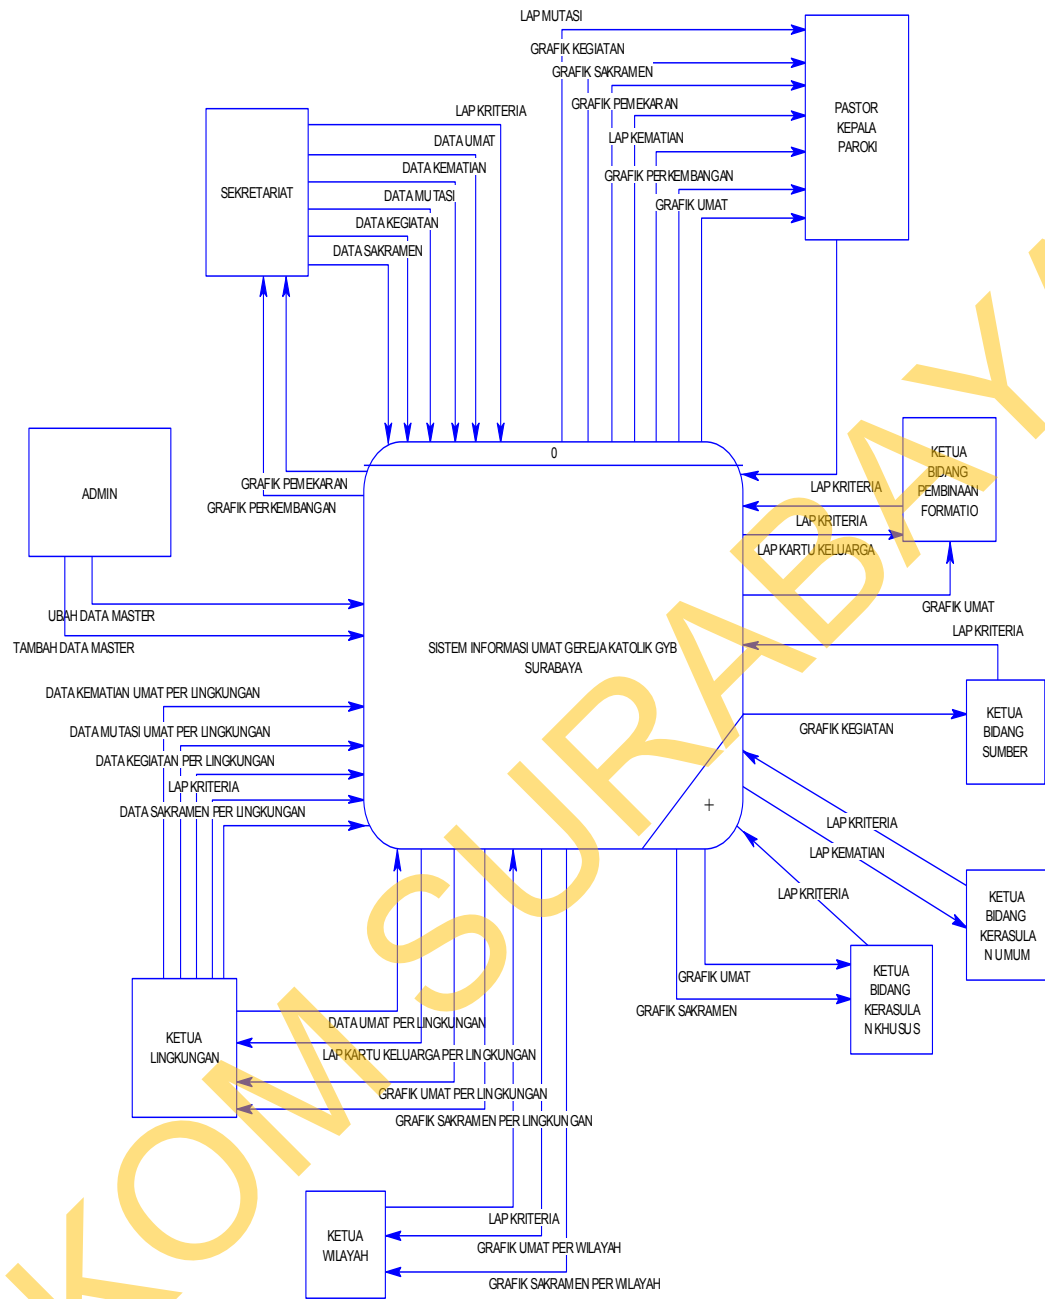 LAP MUTASI
GRAFIK KEGIATAN
GRAFIK SAKRAMEN
GRAFIK PEMEKARAN
LAP KEMATIAN
GRAFIK PERKEMBANGAN
GRAFIK UMAT
PASTOR
KEPALA
PAROKI
SEKRETARIAT
LAP KRITERIA
DATA UMAT
DATA KEMATIAN
DATA MUTASI
DATA KEGIATAN
DATA SAKRAMEN
ADMIN
GRAFIK PEMEKARAN
GRAFIK PERKEMBANGAN
0
LAP KRITERIA
KETUA
BIDANG
PEMBINAAN
FORMATIO
LAP KRITERIA
LAP KARTU KELUARGA
GRAFIK UMAT
UBAH DATA MASTER
TAMBAH DATA MASTER
SISTEM INFORMASI UMAT GEREJA KATOLIK GYB
SURABAYA
LAP KRITERIA
KETUA
BIDANG
SUMBER
GRAFIK KEGIATAN
DATA KEMATIAN UMAT PER LINGKUNGAN
DATA MUTASI UMAT PER LINGKUNGAN
DATA KEGIATAN PER LINGKUNGAN
LAP KRITERIA
DATA SAKRAMEN PER LINGKUNGAN
+
LAP KRITERIA
LAP KEMATIAN
LAP KRITERIA
KETUA
BIDANG
KERASULA
N UMUM
KETUA
BIDANG
KERASULA
N KHUSUS
GRAFIK UMAT
GRAFIK SAKRAMEN
KETUA
LINGKUNGAN
DATA UMAT PER LINGKUNGAN
LAP KARTU KELUARGA PER LINGKUNGAN
GRAFIK UMAT PER LINGKUNGAN
GRAFIK SAKRAMEN PER LINGKUNGAN
KETUA
WILAYAH
LAP KRITERIA
GRAFIK UMAT PER WILAYAH
GRAFIK SAKRAMEN PER WILAYAH
KOM SURABAYA